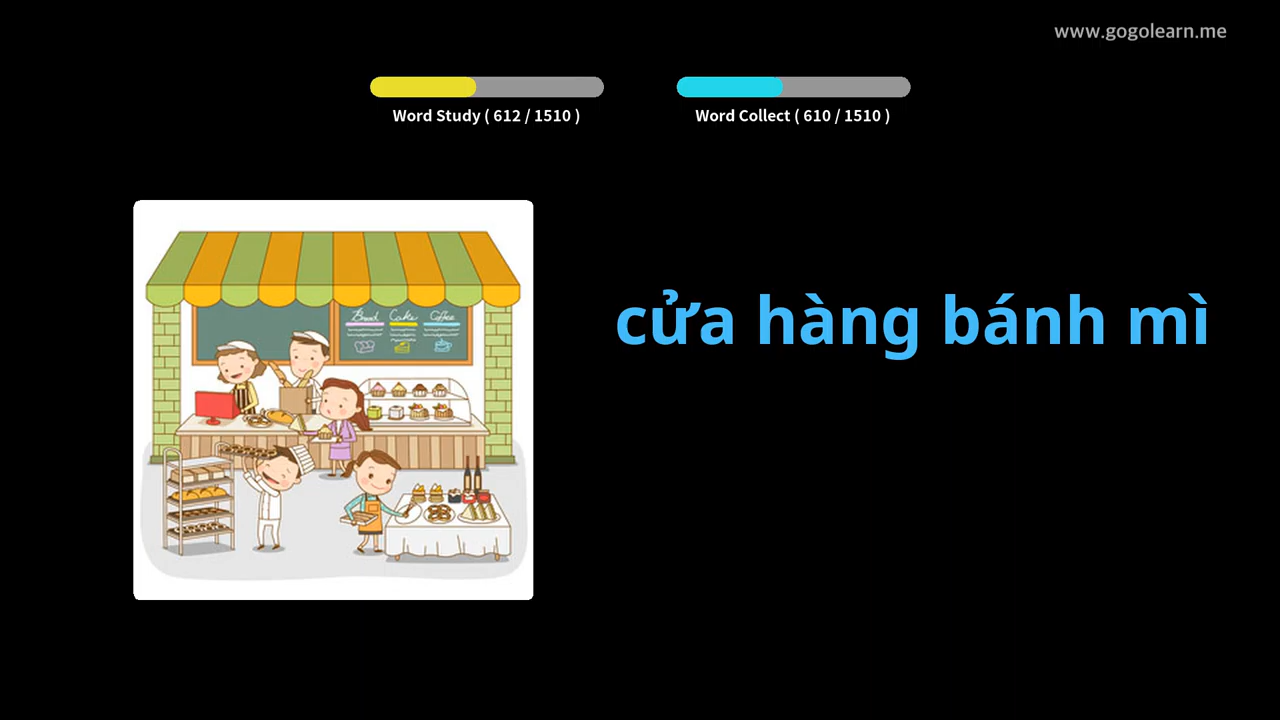 www.gogolearn.me
Word Study ( 612 / 1510 )
Word Collect ( 610 / 1510 )
Bread Cake Coffee
cửa hàng bánh mì